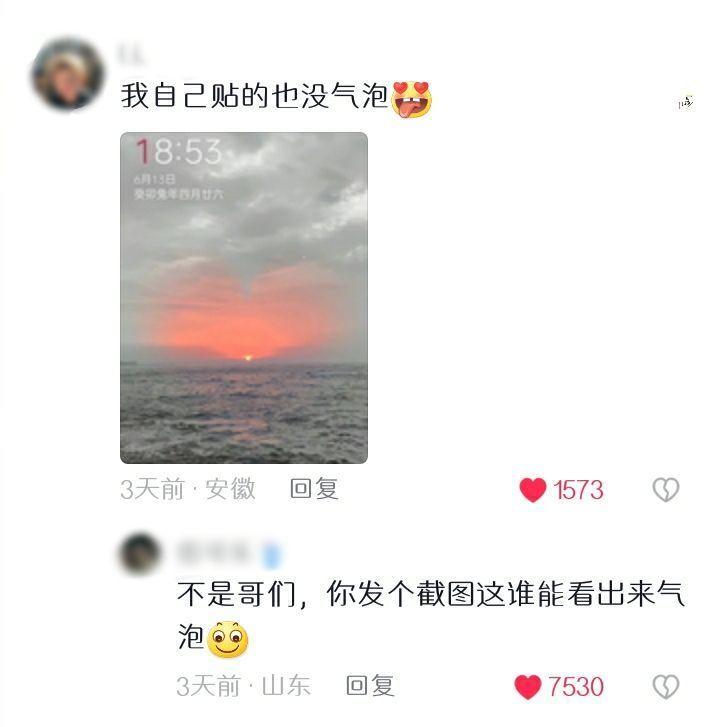 我自己贴的也没气泡
18:53
6月13日
癸卯兔年四月廿六
3天前·安徽 回复 1573
不是哥们，你发个截图这谁能看出来气
泡
3天前·山东 回复 7530